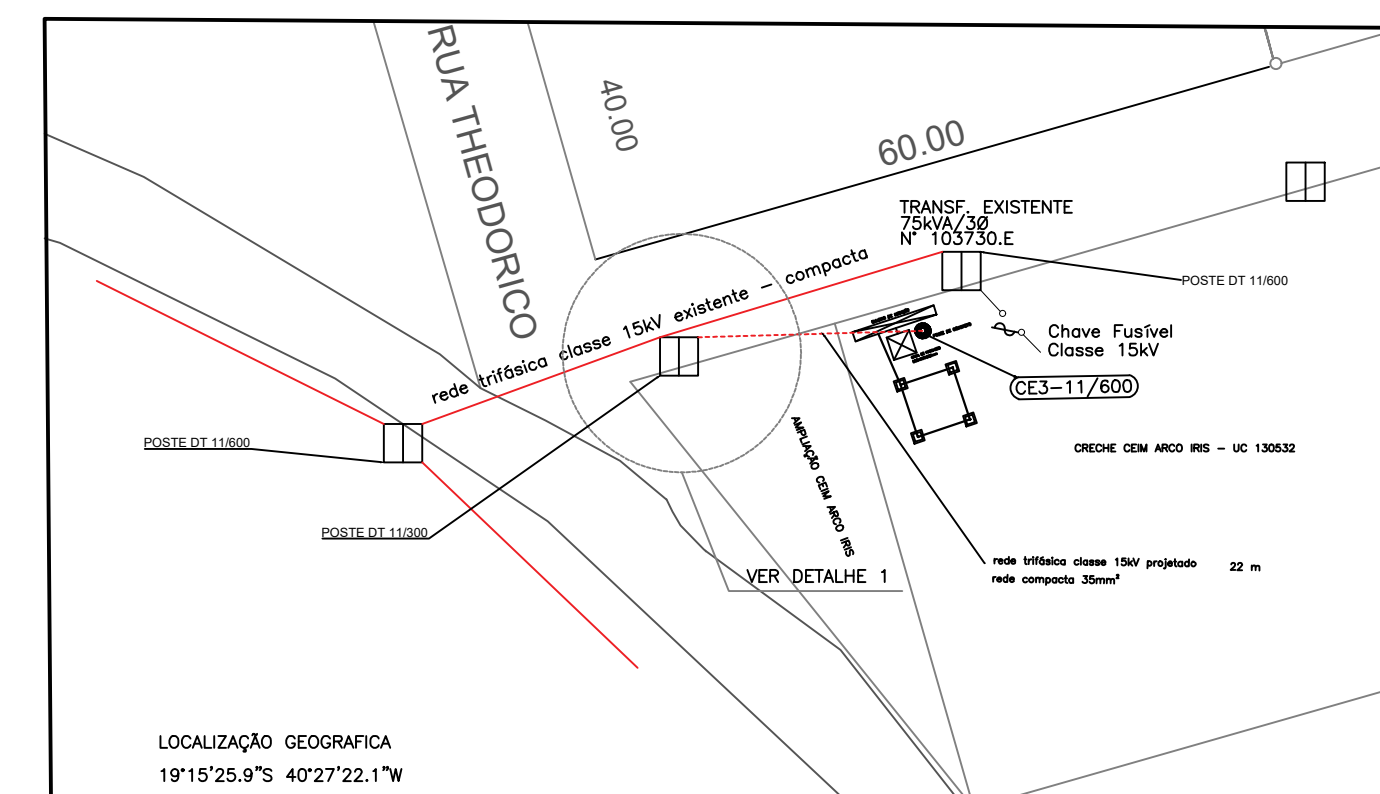 RUA THEODORICO
40.00
60.00
TRANSF. EXISTENTE
75kVA/3Ø
N° 103730.E
POSTE DT 11/600
rede trifásica classe 15kV existente – compacta
Chave Fusível
Classe 15kV
CE3-11/600
POSTE DT 11/600
CRECHE CEIM ARCO IRIS – UC 130532
AMPLIAÇÃO CEIM ARCO IRIS
POSTE DT 11/300
VER DETALHE 1
rede trifásica classe 15kV projetado 22 m
rede compacta 35mm²
LOCALIZAÇÃO GEOGRAFICA
19°15'25.9"S 40°27'22.1"W